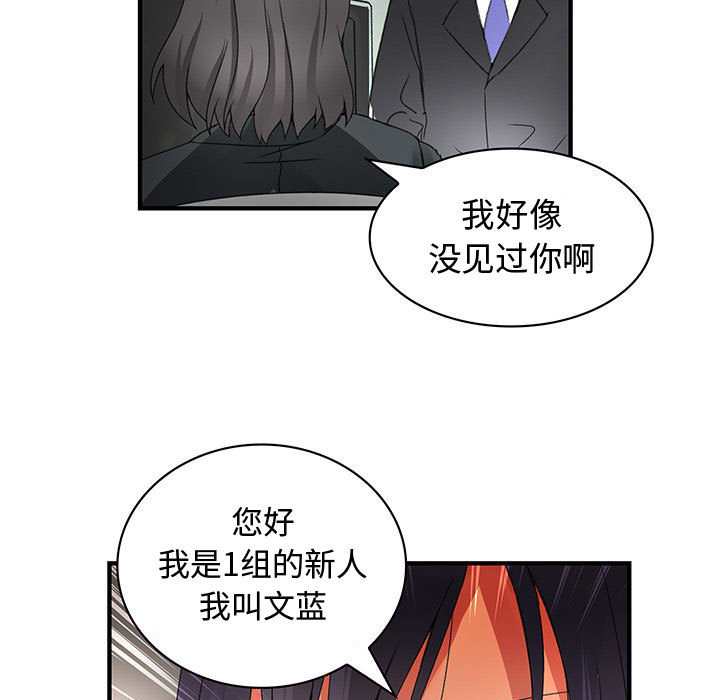 我好像
没见过你啊
您好
我是1组的新人
我叫文蓝